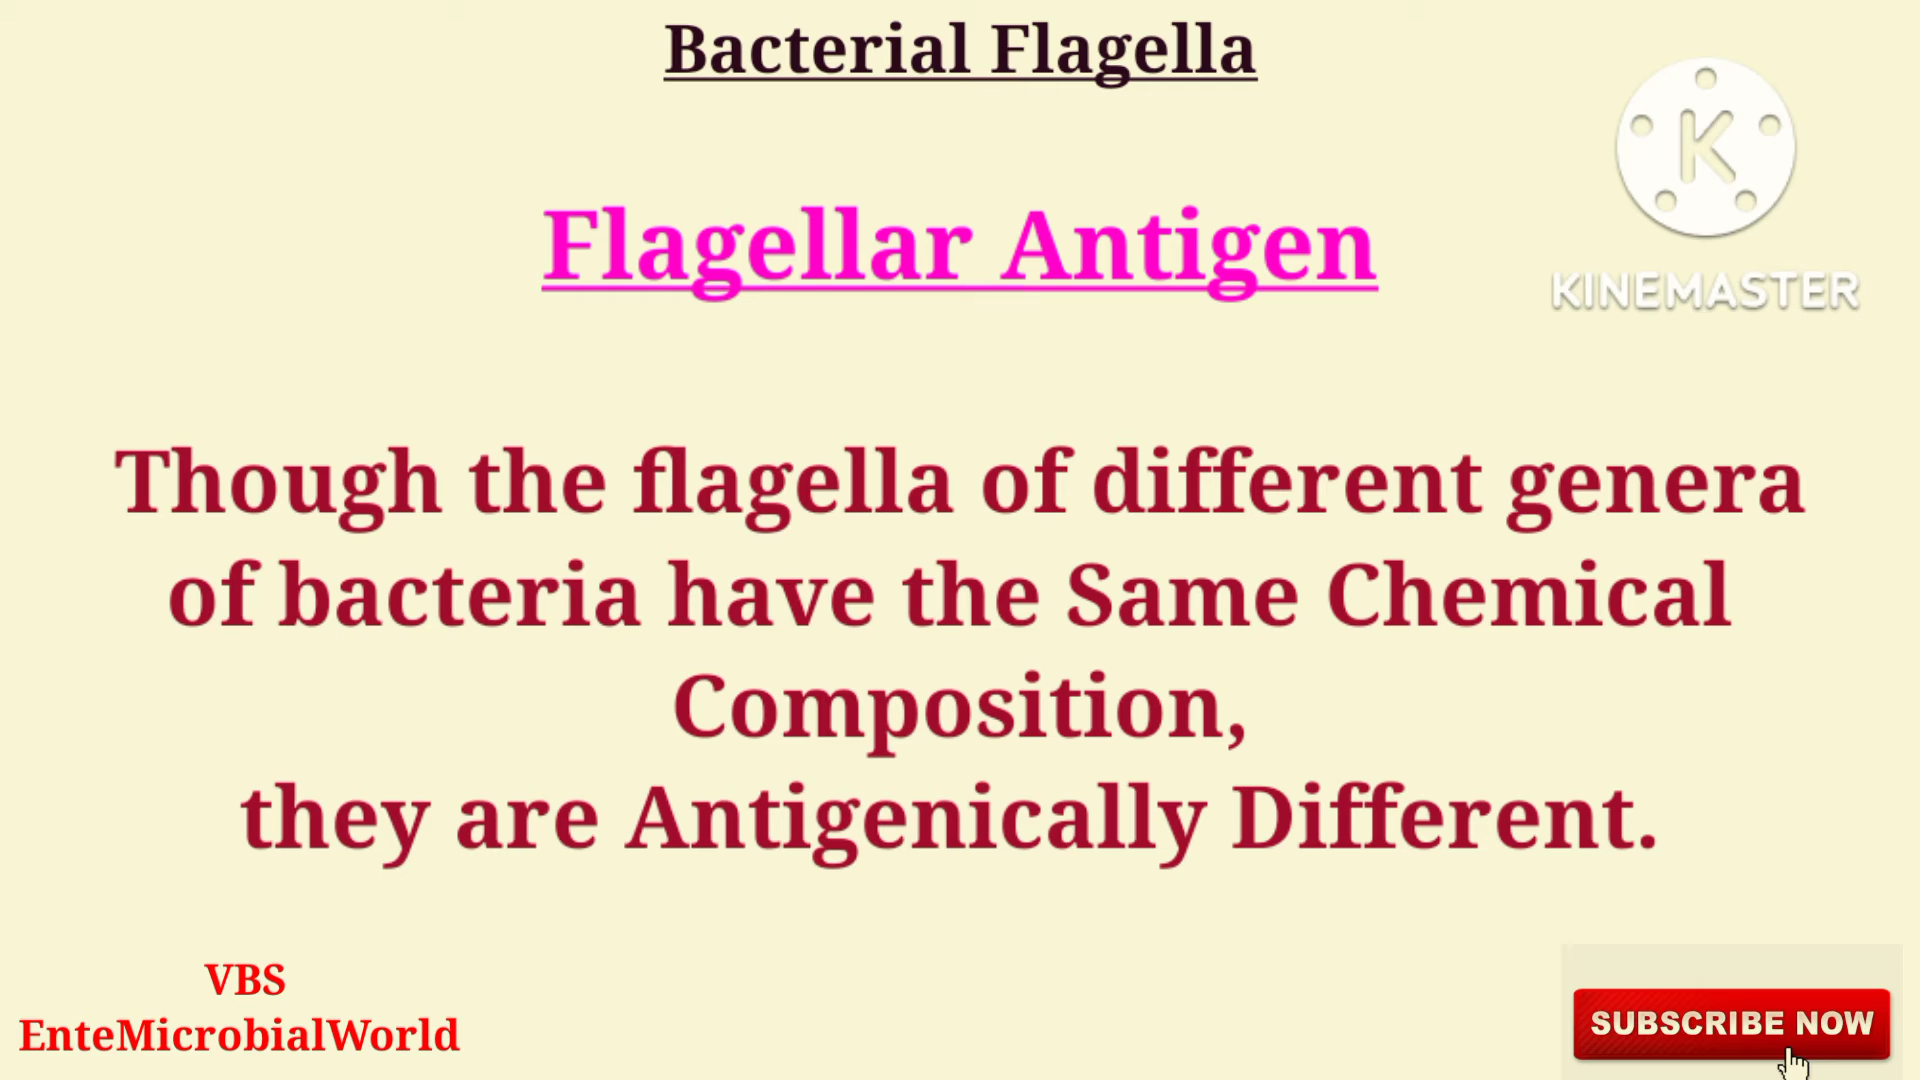 Bacterial Flagella
K
KINEMASTER
Flagellar Antigen
Though the flagella of different genera
of bacteria have the Same Chemical
Composition,
they are Antigenically Different.
VBS
EnteMicrobialWorld
SUBSCRIBE NOW